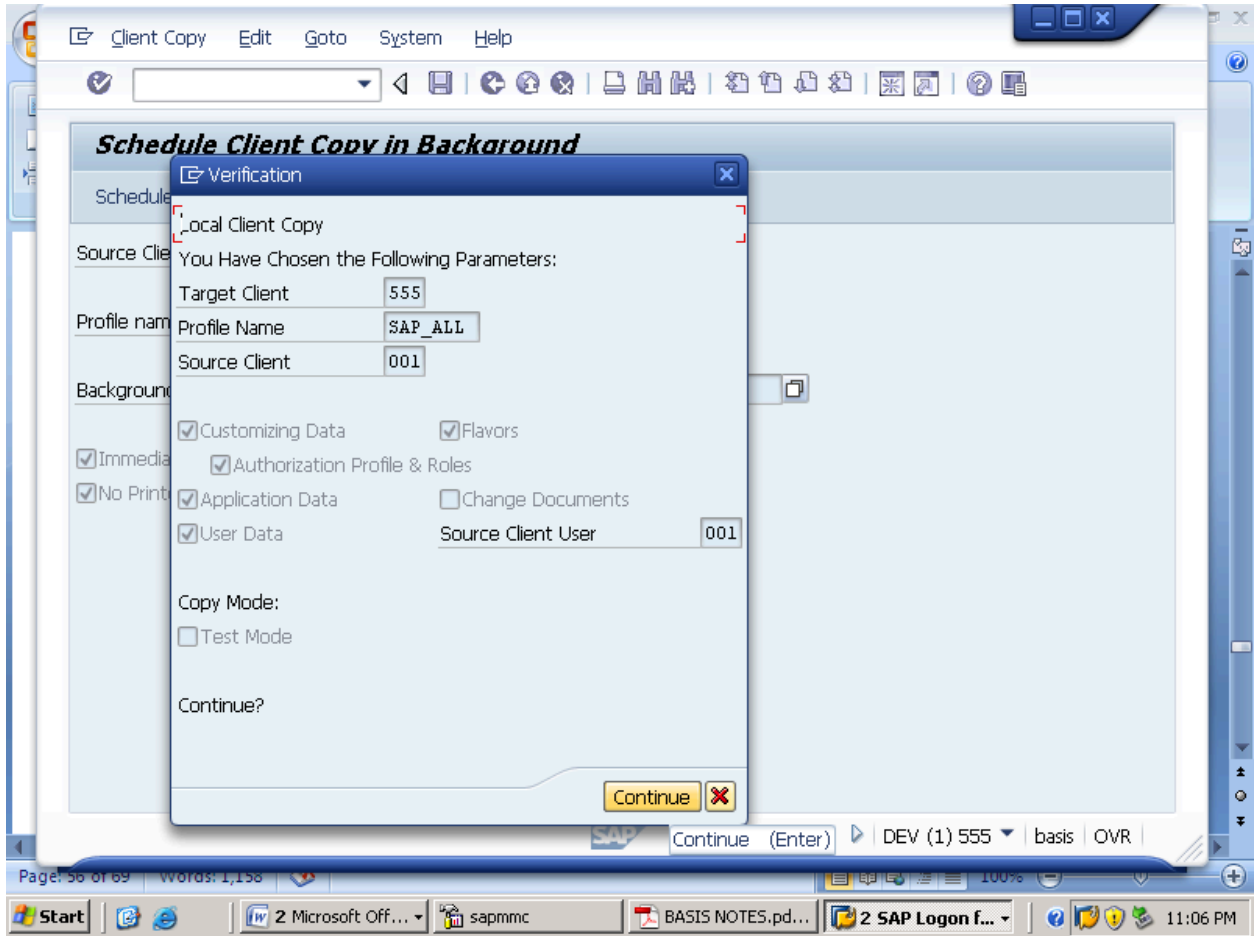 Client Copy Edit Goto System Help
Schedule Client Copy in Background
Verification
Schedule
Local Client Copy
Source Clie
You Have Chosen the Following Parameters:
Target Client 555
Profile nam
Profile Name SAP_ALL
Source Client 001
Background
Customizing Data Flavors
Immedia
Authorization Profile & Roles
No Print
Application Data Change Documents
User Data Source Client User 001
Copy Mode:
Test Mode
Continue?
Continue
SAP
Continue (Enter)
DEV (1) 555 basis OVR
Page: 56 of 69 Words: 1,158 100%
Start 2 Microsoft Off... sapmmc BASIS NOTES.pd... 2 SAP Logon f... 11:06 PM